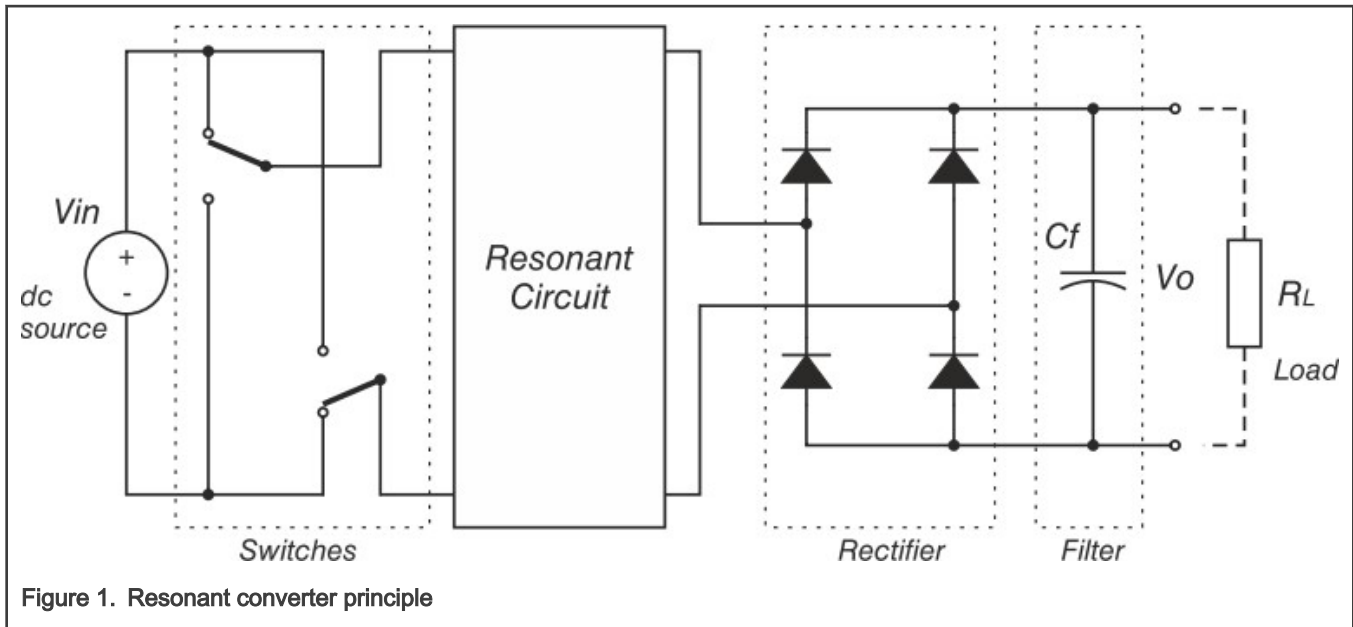 Vin
+
-
dc
source
Switches
Resonant
Circuit
Rectifier
Cf
Filter
Vo
RL
Load
Figure 1. Resonant converter principle